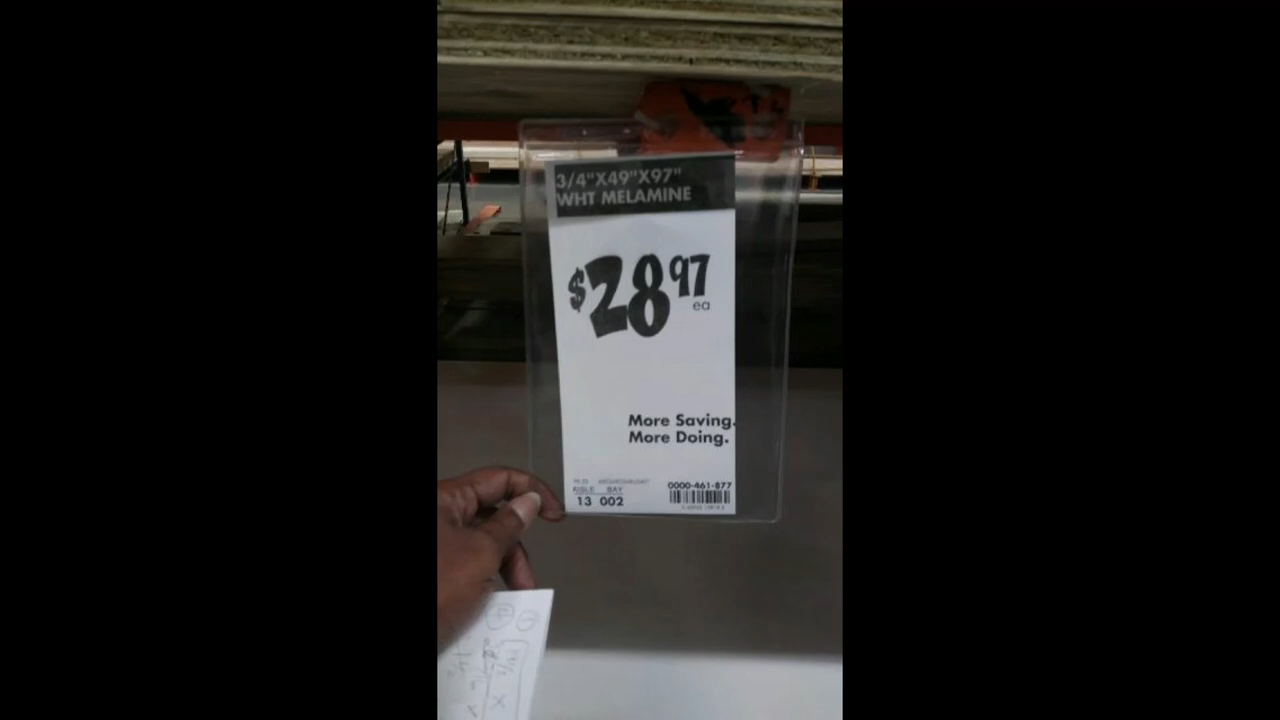 3/4"X49"X97"
WHT MELAMINE
$28 97
ea
More Saving.
More Doing.
AISLE BAY
13 002
0000-461-877